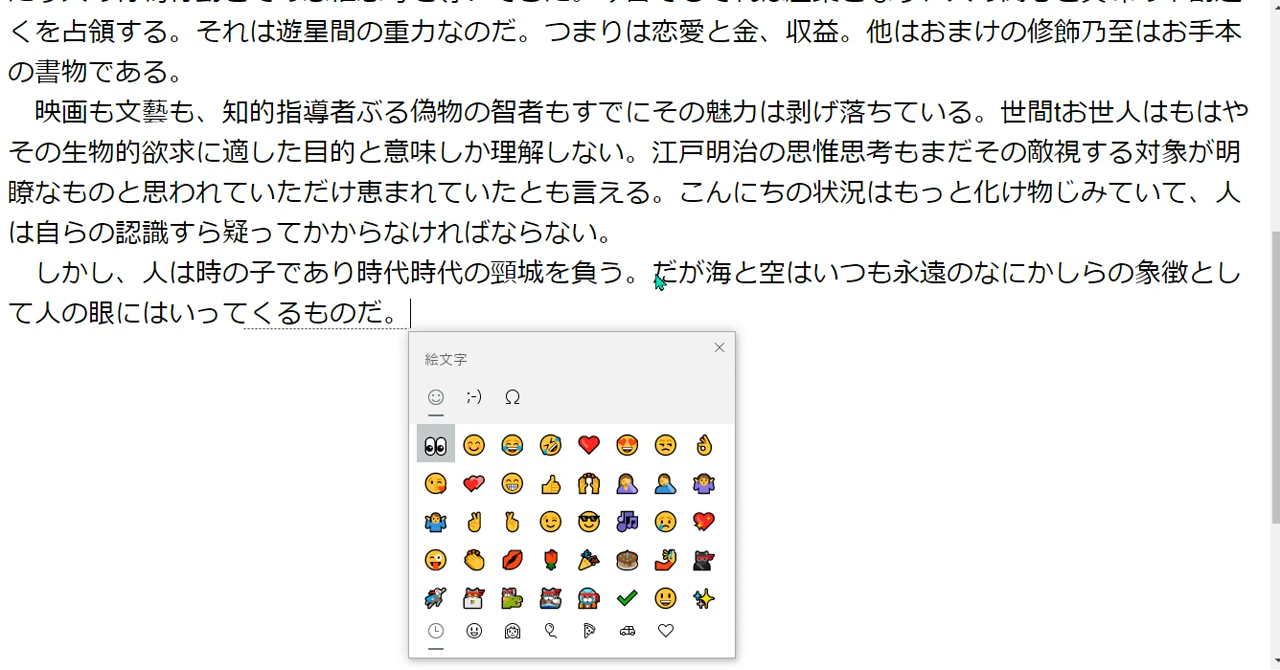 くを占領する。それは遊星間の重力なのだ。つまりは恋愛と金、収益。他はおまけの修飾乃至はお手本
の書物である。
映画も文藝も、知的指導者ぶる偽物の智者もすでにその魅力は剥げ落ちている。世間tお世人はもはや
その生物的欲求に適した目的と意味しか理解しない。江戸明治の思惟思考もまだその敵視する対象が明
瞭なものと思われていただけ恵まれていたとも言える。こんにちの状況はもっと化け物じみていて、人
は自らの認識すら疑ってかからなければならない。
しかし、人は時の子であり時代時代の頸城を負う。だが海と空はいつも永遠のなにかしらの象徴とし
て人の眼にはいってくるものだ。
絵文字
;-) Ω